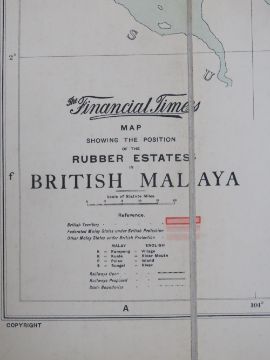 2°
S
U
The Financial Times
MAP
SHOWING THE POSITION
OF THE
RUBBER ESTATES
IN
BRITISH MALAYA
Scale of Statute Miles
Reference.
British Territory
Federated Malay States under British Protection
Other Malay States under British Protection
MALAY ENGLISH
K = Kampong Village
K = Kuala River Mouth
P = Pulau Island
S = Sungei River
Railways Open
Railways Proposed
State Boundaries
f
f
A
104°
COPYRIGHT